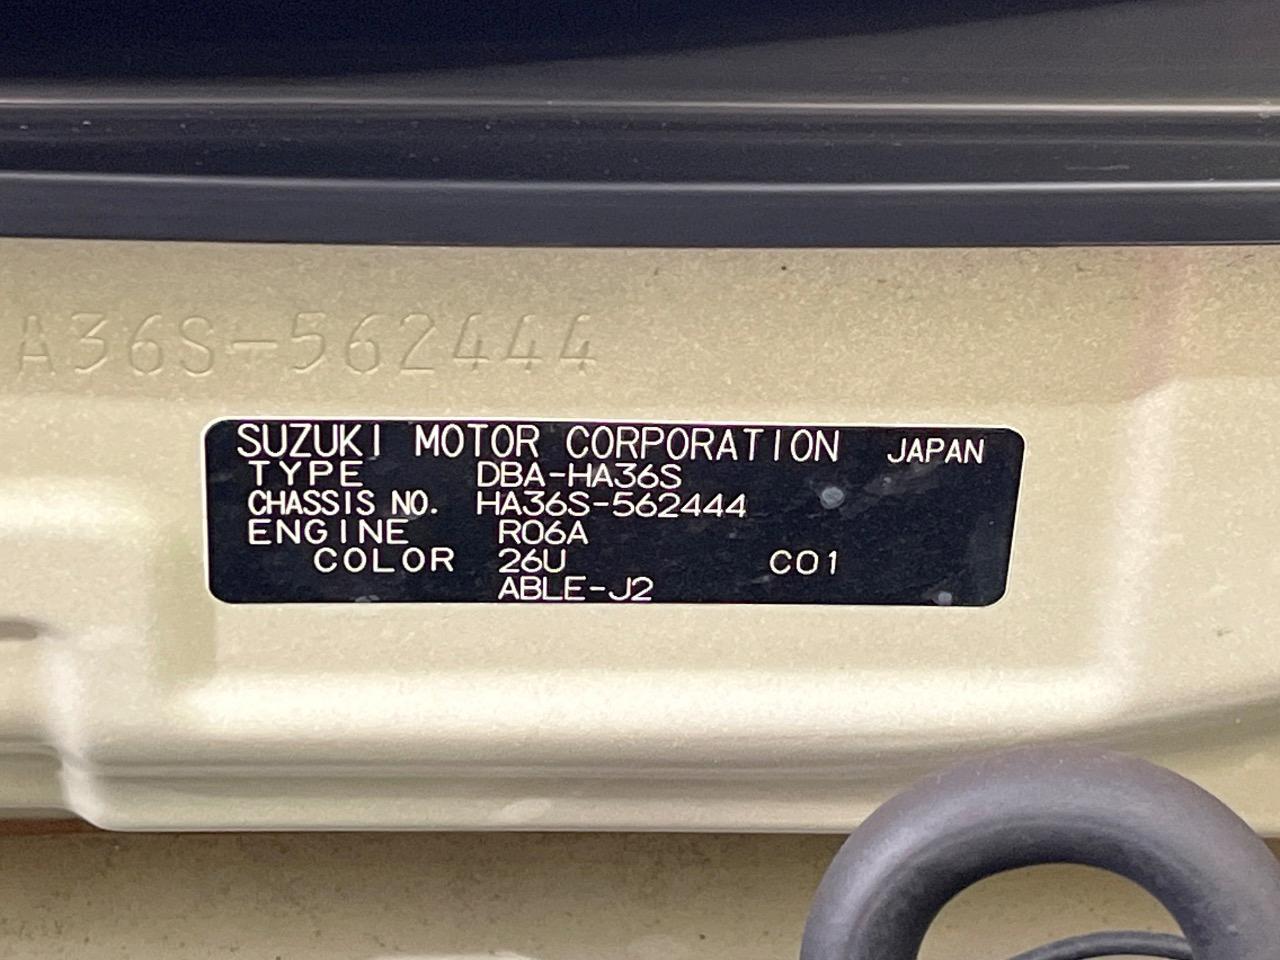 A36S-562444
SUZUKI MOTOR CORPORATION JAPAN
TYPE DBA-HA36S
CHASSIS NO. HA36S-562444
ENGINE R06A
COLOR 26U C01
ABLE-J2